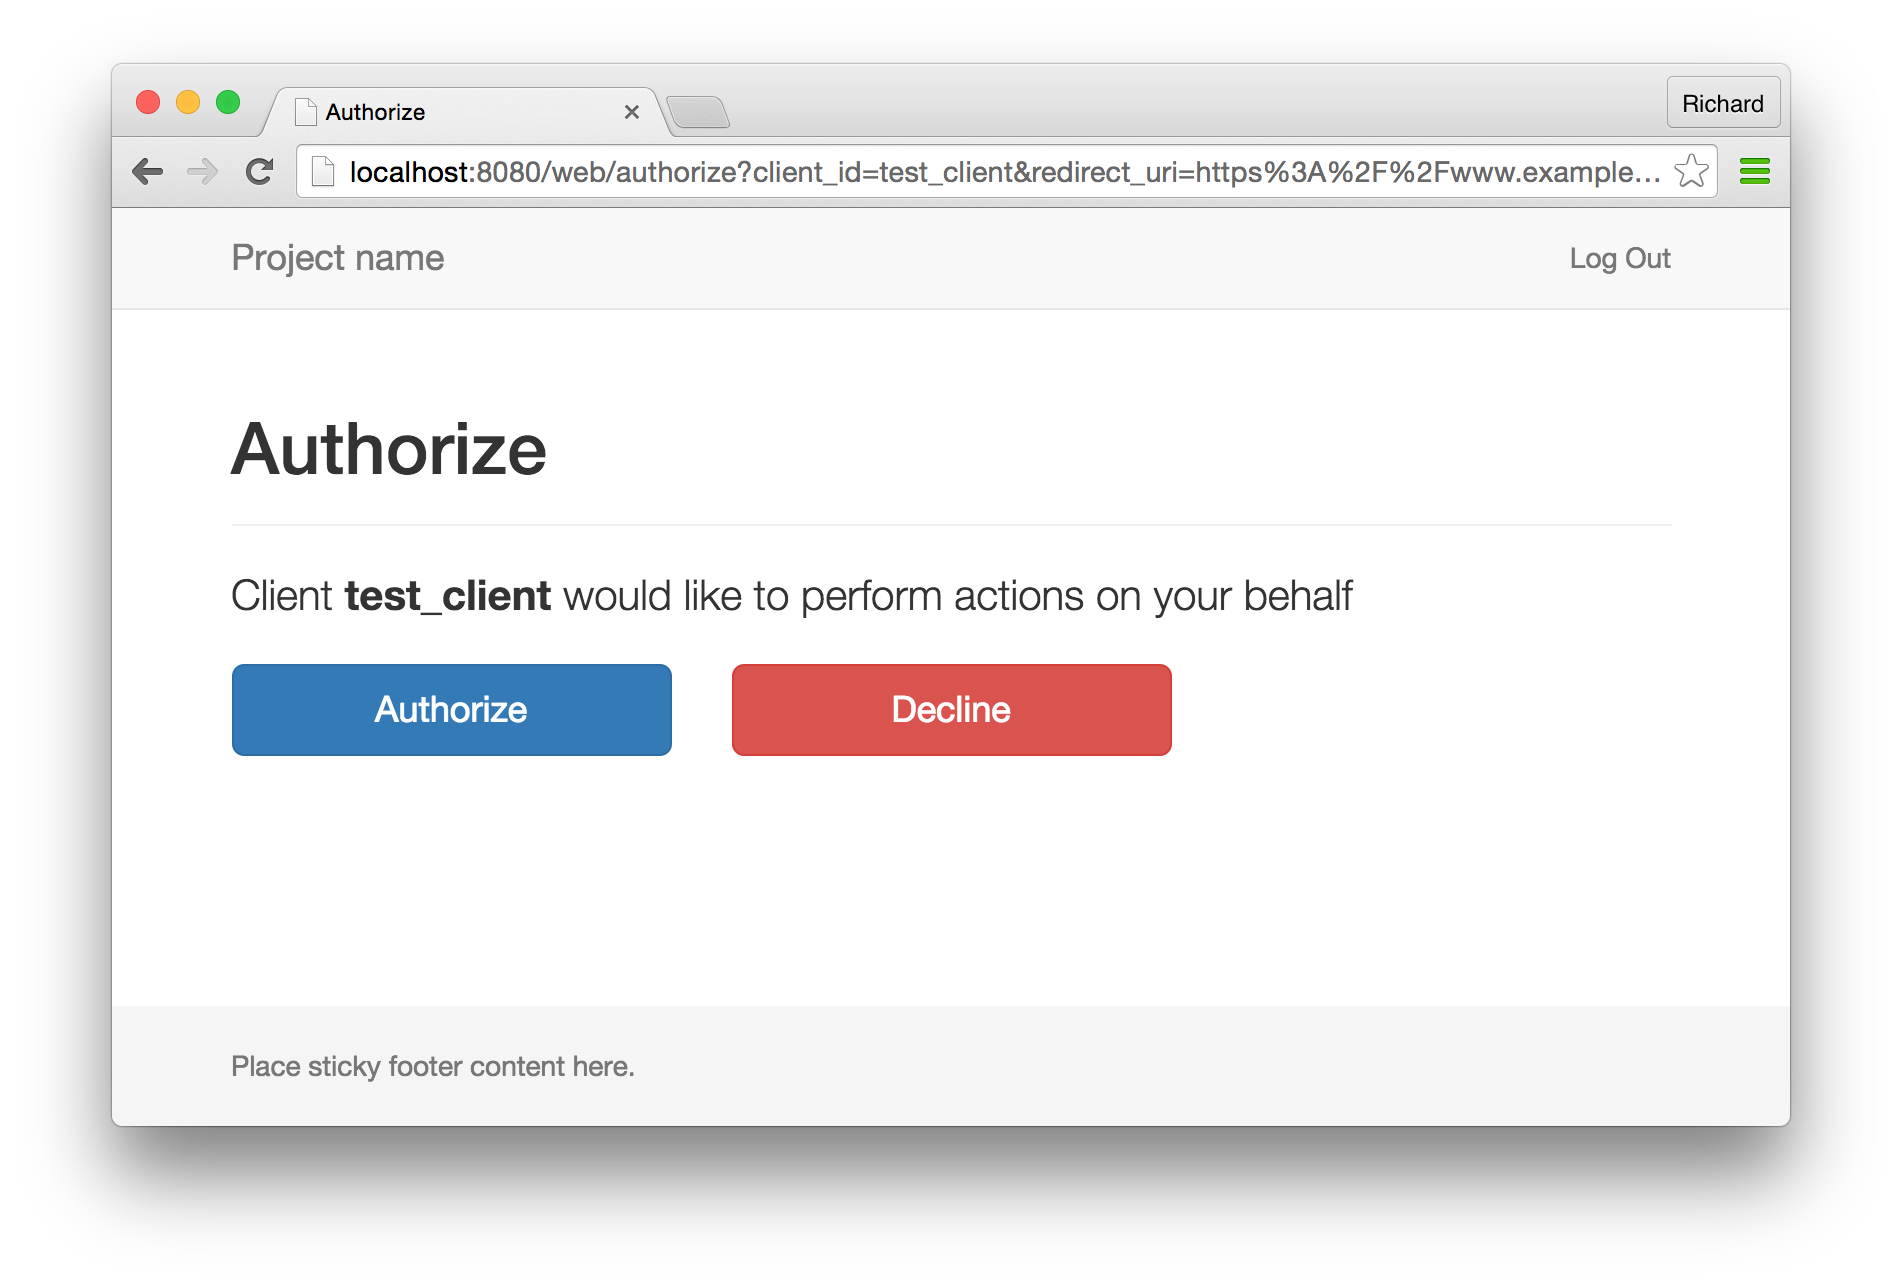 Authorize
Richard
localhost:8080/web/authorize?client_id=test_client&redirect_uri=https%3A%2F%2Fwww.example...
Project name
Log Out
Authorize
Client test_client would like to perform actions on your behalf
Authorize
Decline
Place sticky footer content here.